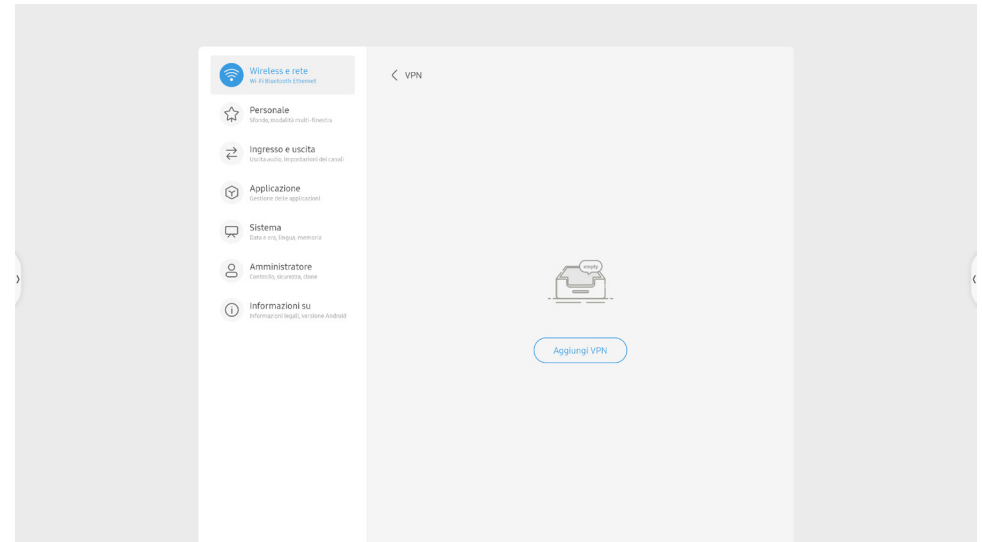 Wireless e rete
Wi-Fi Bluetooth Ethernet
Personale
Sfondo, modalità multi-finestra
Ingresso e uscita
Uscita audio, impostazioni dei canali
Applicazione
Gestione delle applicazioni
Sistema
Data e ora, lingua, memoria
Amministratore
Controllo, sicurezza, clone
Informazioni su
Informazioni legali, versione Android
VPN
empty
Aggiungi VPN